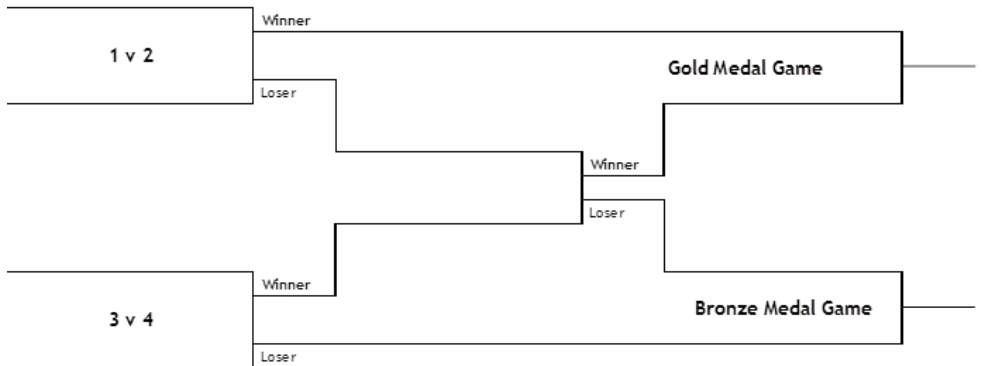 Winner
1 v 2
Gold Medal Game
Loser
Winner
Loser
Winner
Bronze Medal Game
3 v 4
Loser